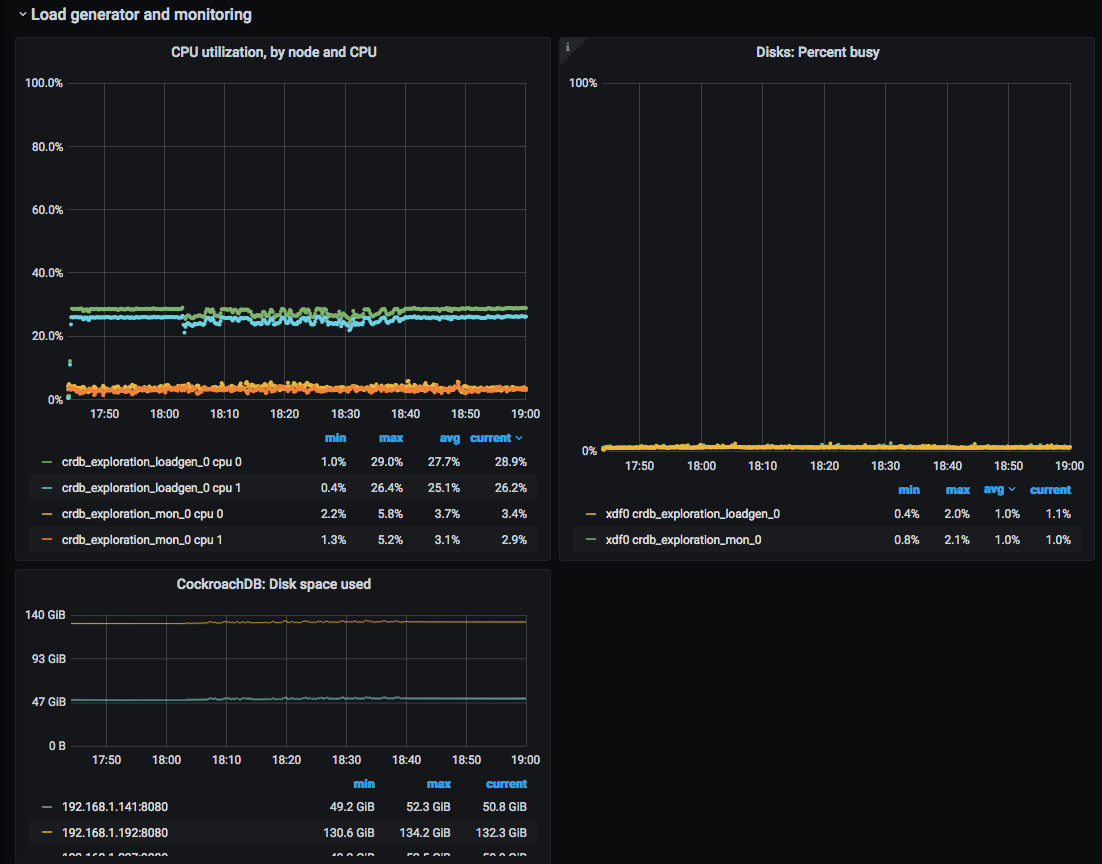 Load generator and monitoring
CPU utilization, by node and CPU
100.0%
80.0%
60.0%
40.0%
20.0%
0%
17:50 18:00 18:10 18:20 18:30 18:40 18:50 19:00
min max avg current
crdb_exploration_loadgen_0 cpu 0 1.0% 29.0% 27.7% 28.9%
crdb_exploration_loadgen_0 cpu 1 0.4% 26.4% 25.1% 26.2%
crdb_exploration_mon_0 cpu 0 2.2% 5.8% 3.7% 3.4%
crdb_exploration_mon_0 cpu 1 1.3% 5.2% 3.1% 2.9%
i
Disks: Percent busy
100%
0%
17:50 18:00 18:10 18:20 18:30 18:40 18:50 19:00
min max avg current
xdf0 crdb_exploration_loadgen_0 0.4% 2.0% 1.0% 1.1%
xdf0 crdb_exploration_mon_0 0.8% 2.1% 1.0% 1.0%
CockroachDB: Disk space used
140 GiB
93 GiB
47 GiB
0 B
17:50 18:00 18:10 18:20 18:30 18:40 18:50 19:00
min max current
192.168.1.141:8080 49.2 GiB 52.3 GiB 50.8 GiB
192.168.1.192:8080 130.6 GiB 134.2 GiB 132.3 GiB